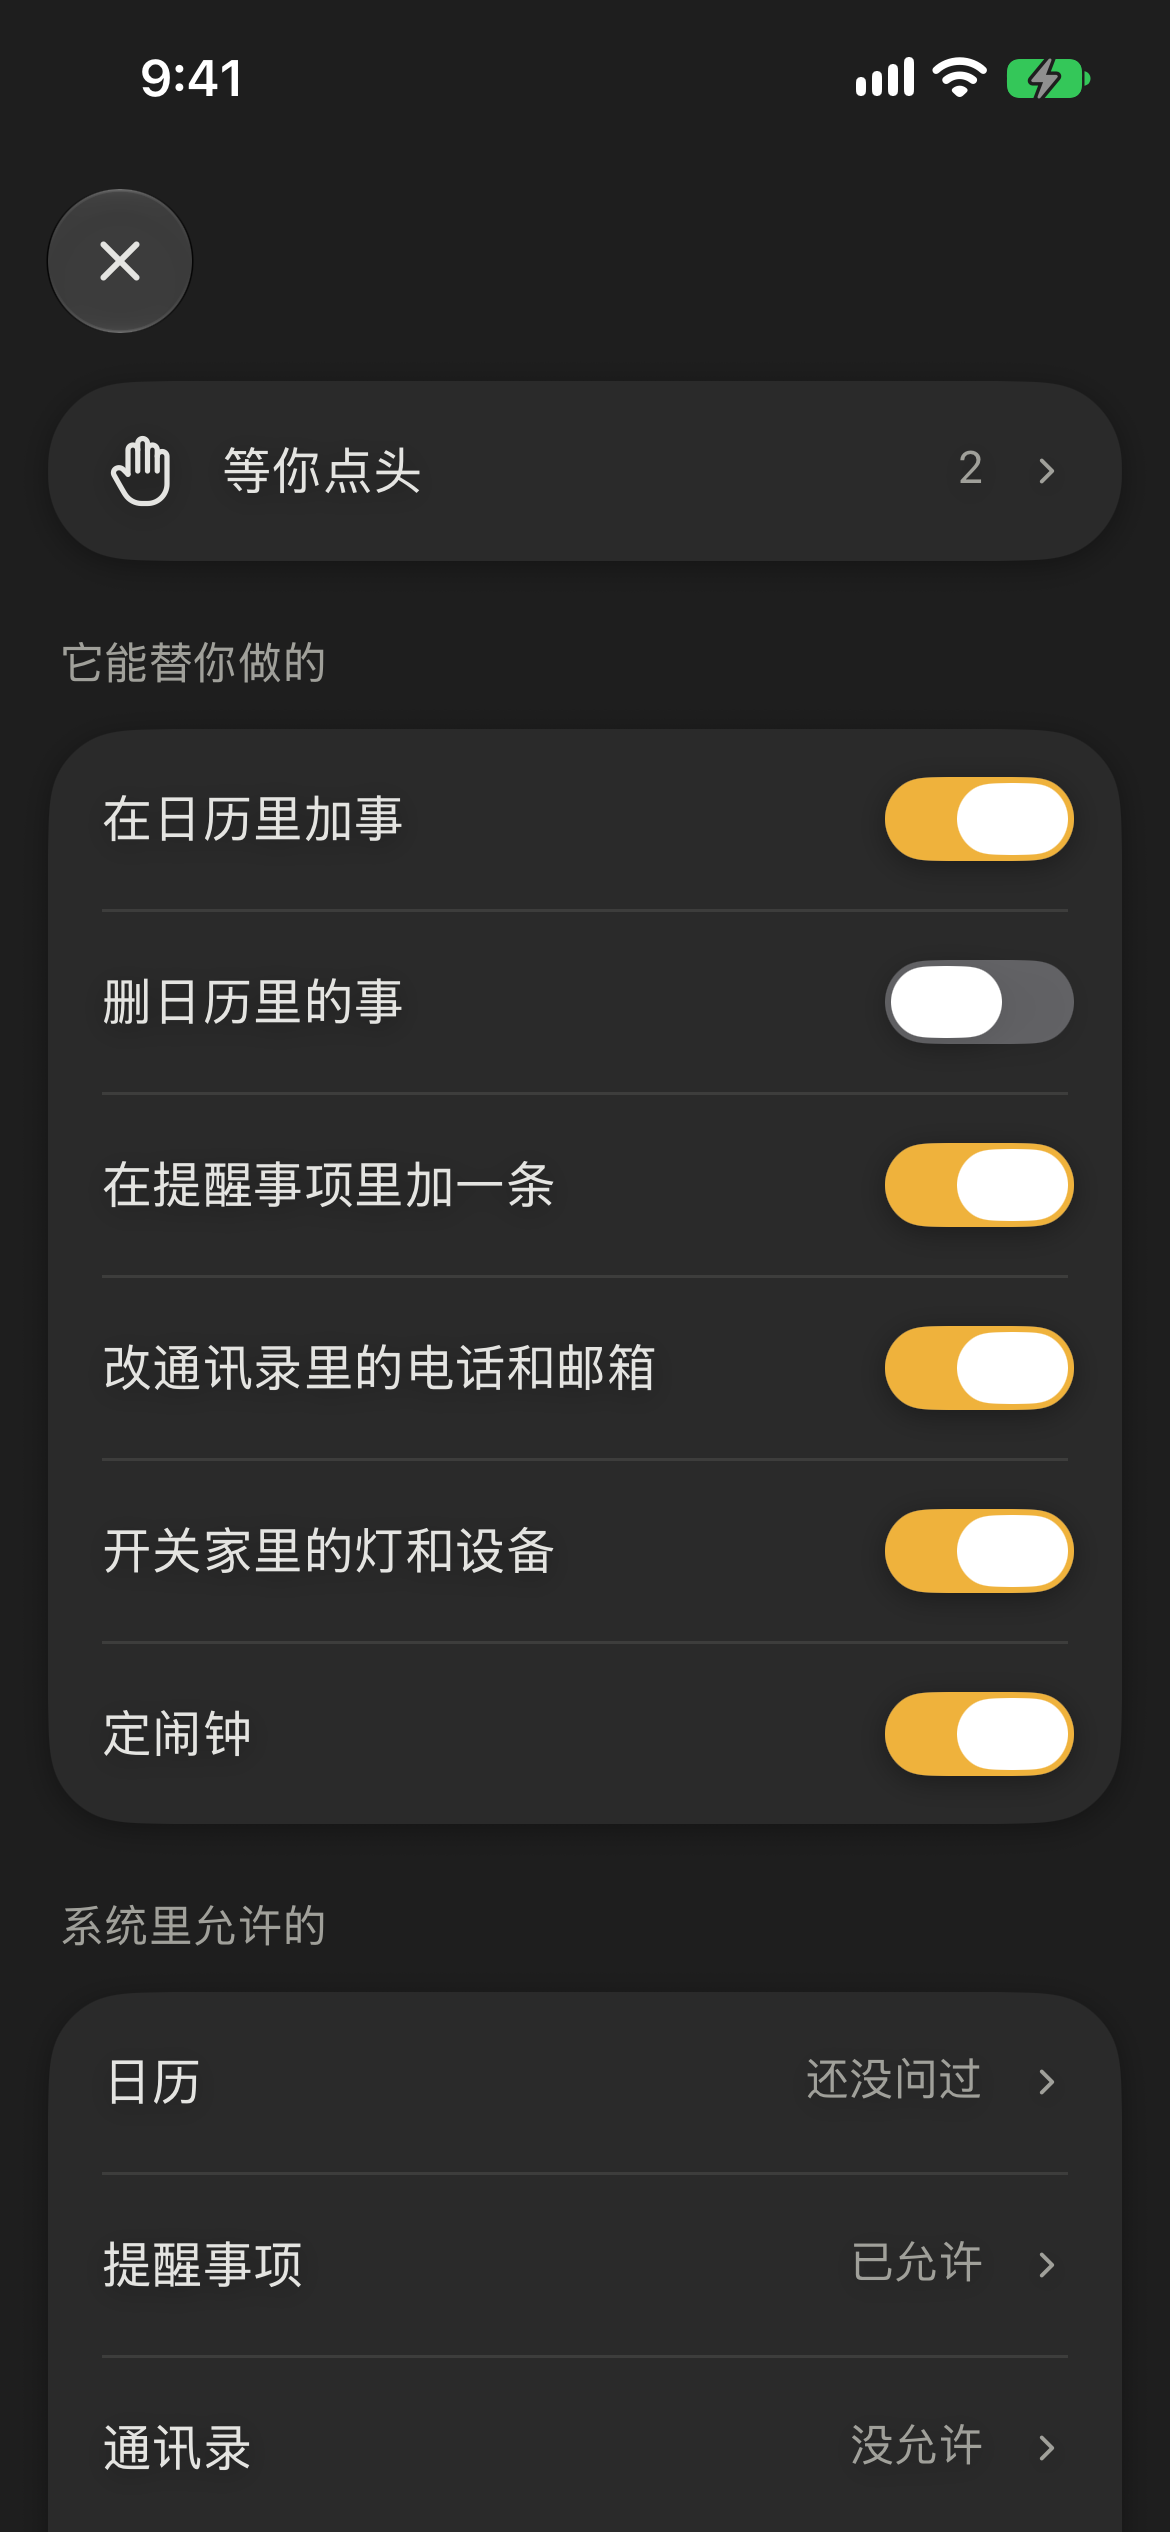 9:41
等你点头
2
它能替你做的
在日历里加事
删日历里的事
在提醒事项里加一条
改通讯录里的电话和邮箱
开关家里的灯和设备
定闹钟
系统里允许的
日历
还没问过
提醒事项
已允许
通讯录
没允许